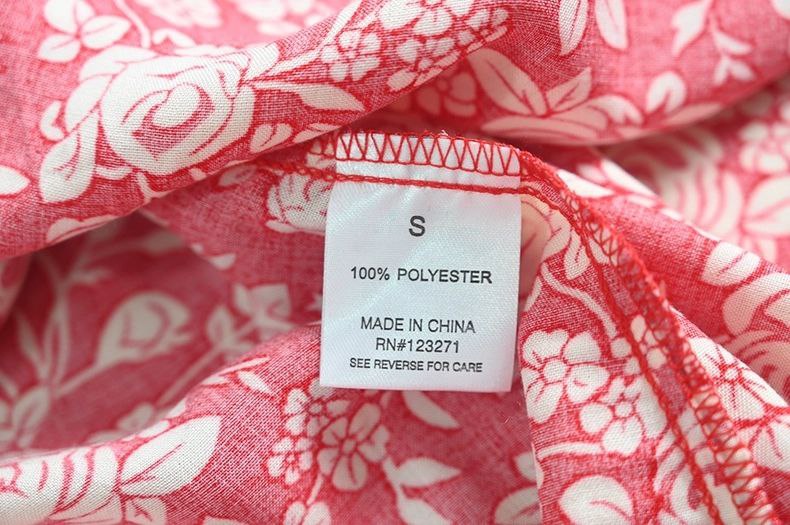 S
100% POLYESTER
MADE IN CHINA
RN#123271
SEE REVERSE FOR CARE